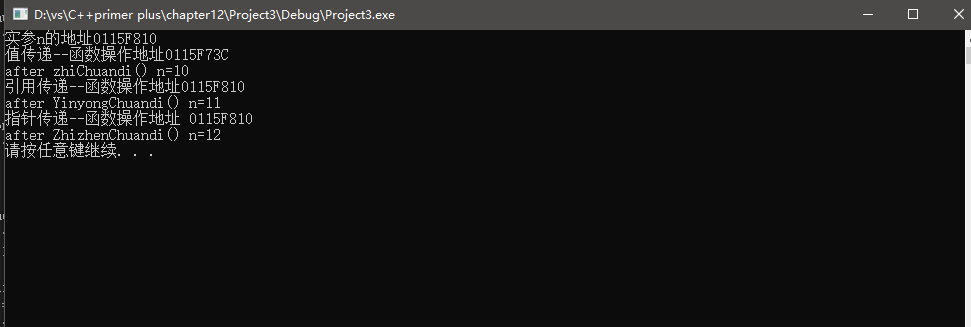 D:\vs\C++primer plus\chapter12\Project3\Debug\Project3.exe
实参n的地址0115F810
值传递--函数操作地址0115F73C
after zhiChuandi() n=10
引用传递--函数操作地址0115F810
after YinyongChuandi() n=11
指针传递--函数操作地址 0115F810
after ZhizhenChuandi() n=12
请按任意键继续. . .